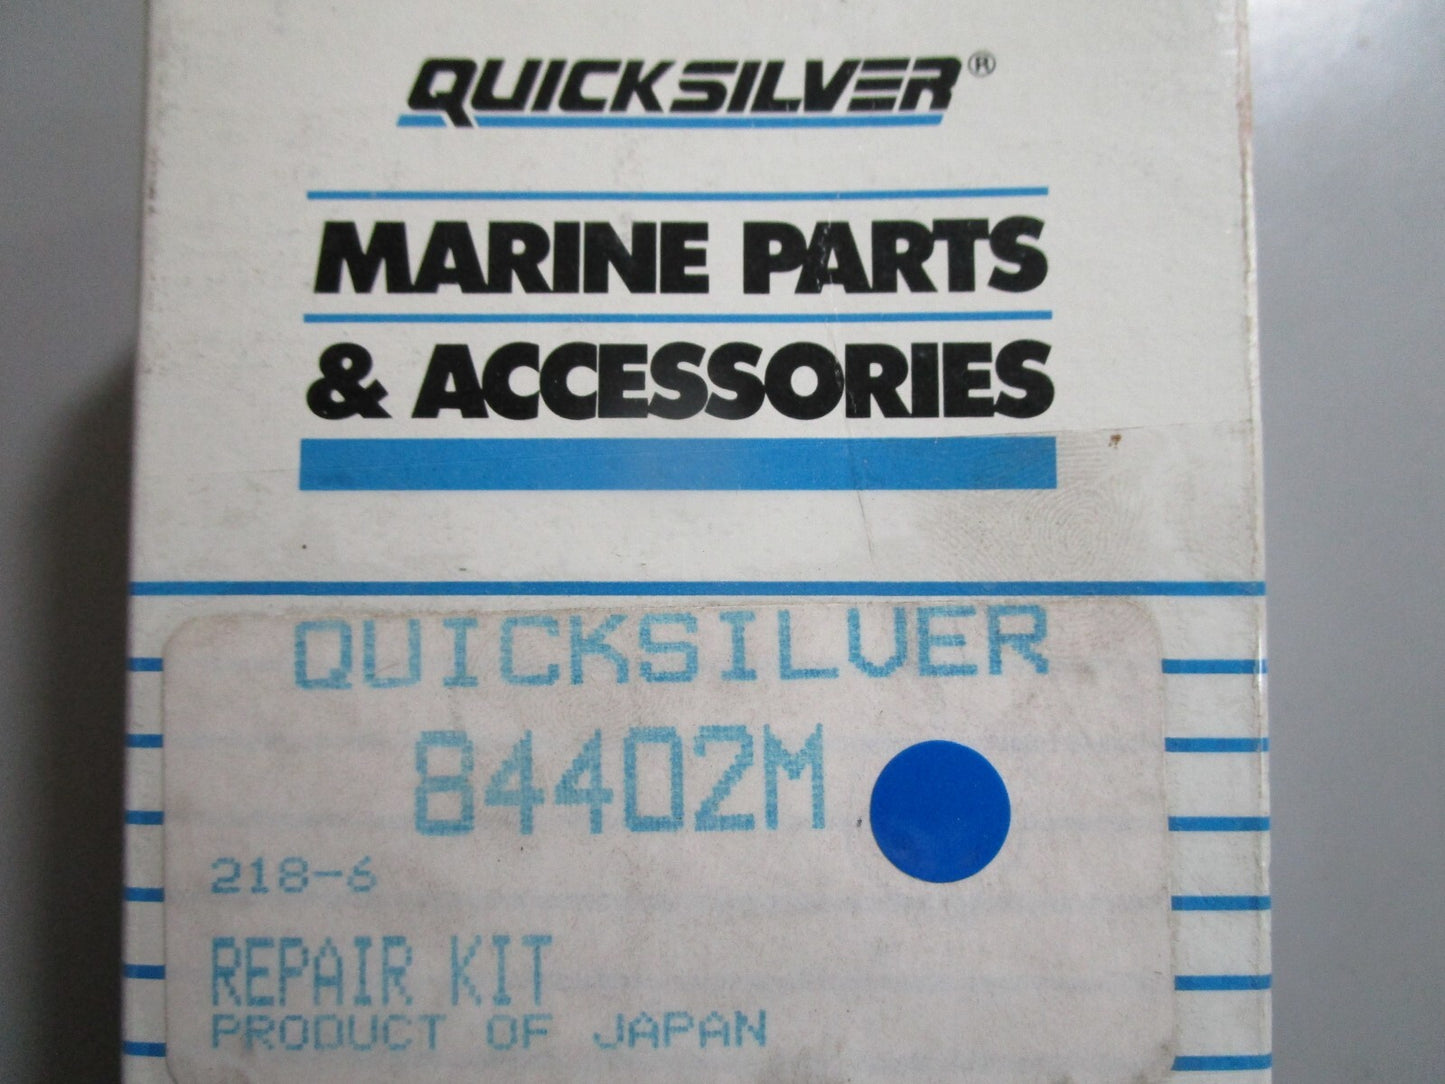 QUICKSILVER®
MARINE PARTS
& ACCESSORIES
QUICKSILVER
84402M
218-6
REPAIR KIT
PRODUCT OF JAPAN